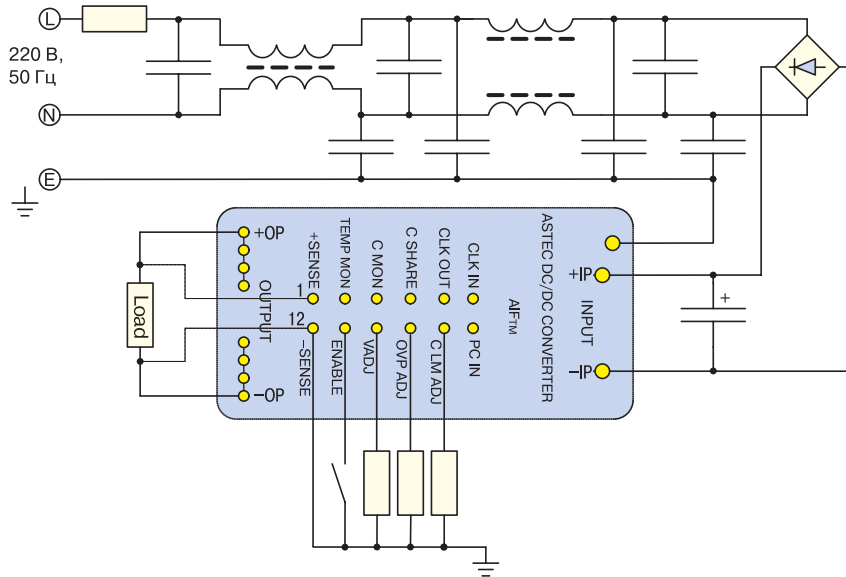 L
220 В,
50 Гц
N
E
+OP
OUTPUT
−OP
Load
1
12
+SENSE
TEMP MON
C MON
C SHARE
CLK OUT
CLK IN
−SENSE
ENABLE
VADJ
OVP ADJ
C LM ADJ
PC IN
AIF™
ASTEC DC/DC CONVERTER
+IP
INPUT
−IP
+